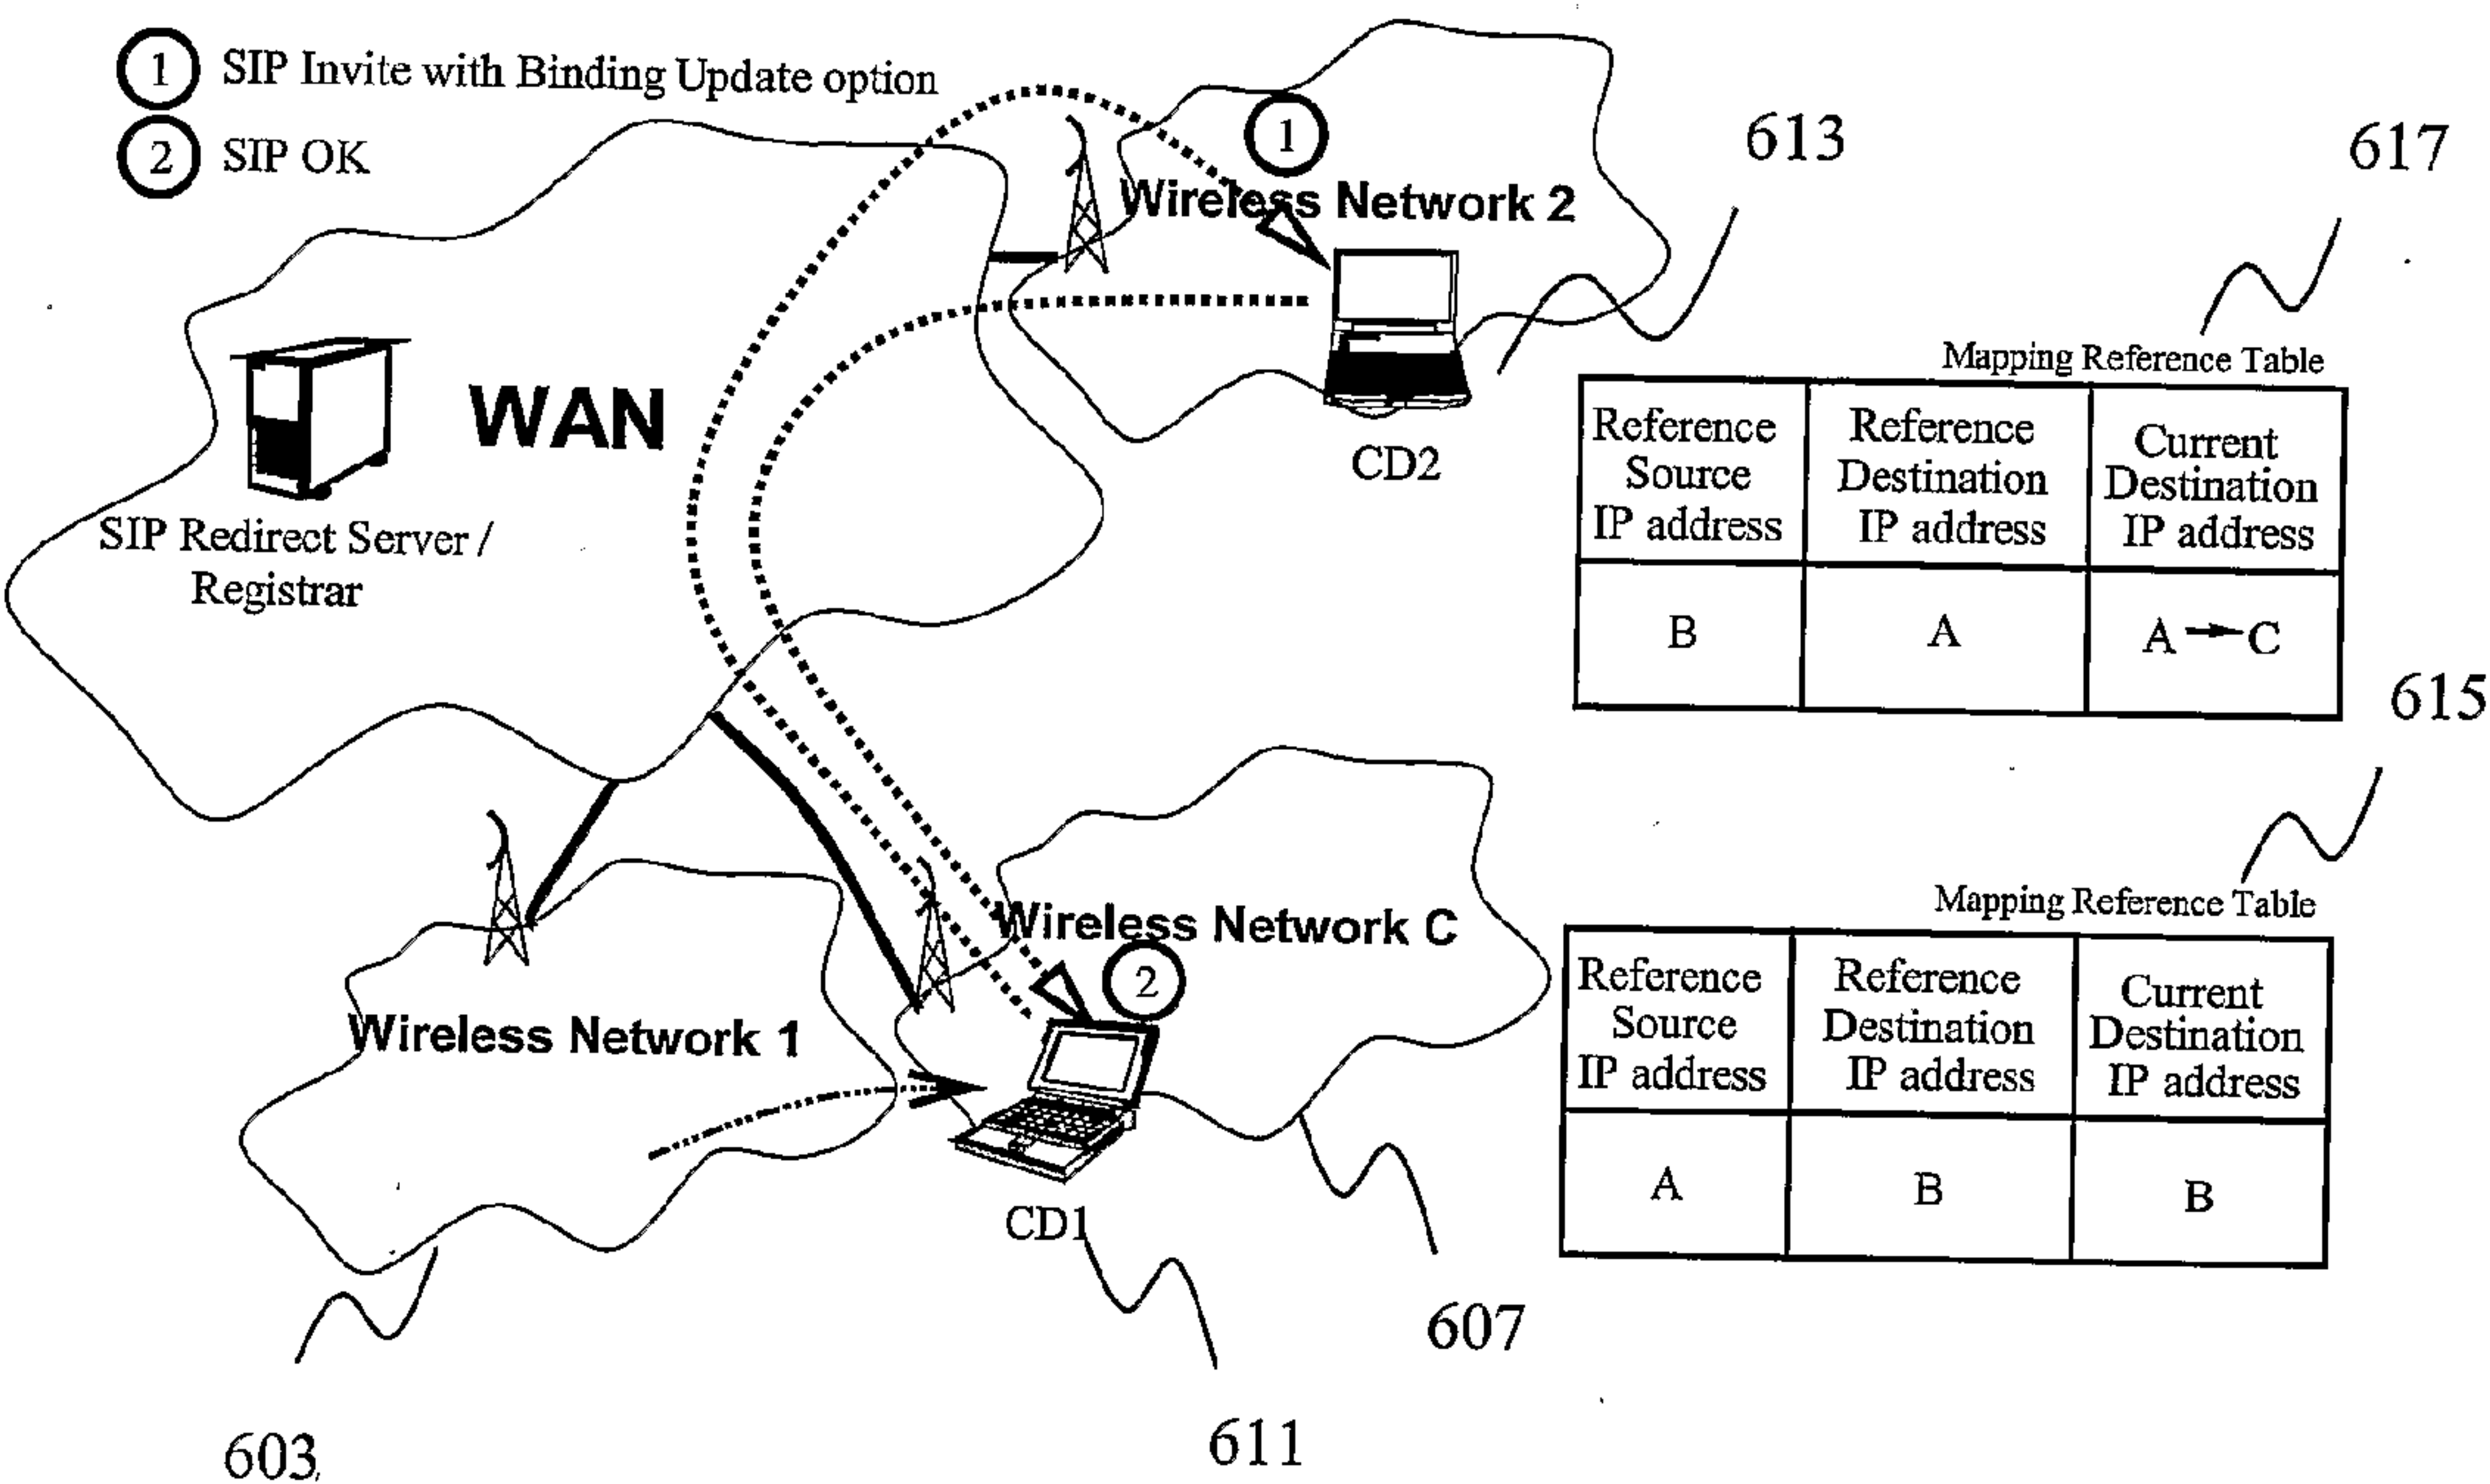 1 SIP Invite with Binding Update option
2 SIP OK
1
Wireless Network 2
613
617
WAN
SIP Redirect Server /
Registrar
CD2
Mapping Reference Table
Reference
Source
IP address
Reference
Destination
IP address
Current
Destination
IP address
B
A
A → C
615
Wireless Network C
2
Wireless Network 1
CD1
Mapping Reference Table
Reference
Source
IP address
Reference
Destination
IP address
Current
Destination
IP address
A
B
B
607
603
611